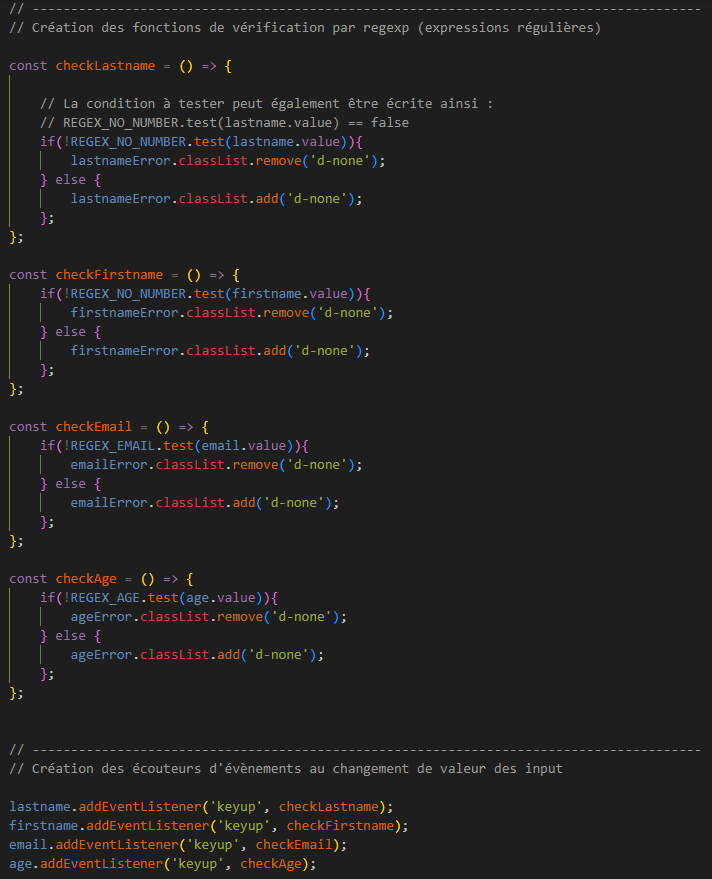 // ---------------------------------------------------------------------------------------
// Création des fonctions de vérification par regexp (expressions régulières)
const checkLastname = () => {
// La condition à tester peut également être écrite ainsi :
// REGEX_NO_NUMBER.test(lastname.value) == false
if(!REGEX_NO_NUMBER.test(lastname.value)){
lastnameError.classList.remove('d-none');
} else {
lastnameError.classList.add('d-none');
};
};
const checkFirstname = () => {
if(!REGEX_NO_NUMBER.test(firstname.value)){
firstnameError.classList.remove('d-none');
} else {
firstnameError.classList.add('d-none');
};
};
const checkEmail = () => {
if(!REGEX_EMAIL.test(email.value)){
emailError.classList.remove('d-none');
} else {
emailError.classList.add('d-none');
};
};
const checkAge = () => {
if(!REGEX_AGE.test(age.value)){
ageError.classList.remove('d-none');
} else {
ageError.classList.add('d-none');
};
};
// ---------------------------------------------------------------------------------------
// Création des écouteurs d'évènements au changement de valeur des input
lastname.addEventListener('keyup', checkLastname);
firstname.addEventListener('keyup', checkFirstname);
email.addEventListener('keyup', checkEmail);
age.addEventListener('keyup', checkAge);